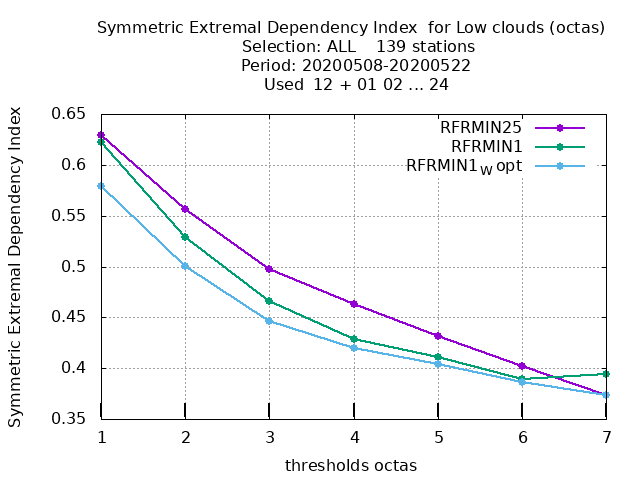 Symmetric Extremal Dependency Index  for Low clouds (octas)
Selection: ALL    139 stations
Period: 20200508-20200522
Used  12 + 01 02 ... 24
Symmetric Extremal Dependency Index
0.65
0.6
0.55
0.5
0.45
0.4
0.35
RFRMIN25
RFRMIN1
RFRMIN1W opt
1 2 3 4 5 6 7
thresholds octas